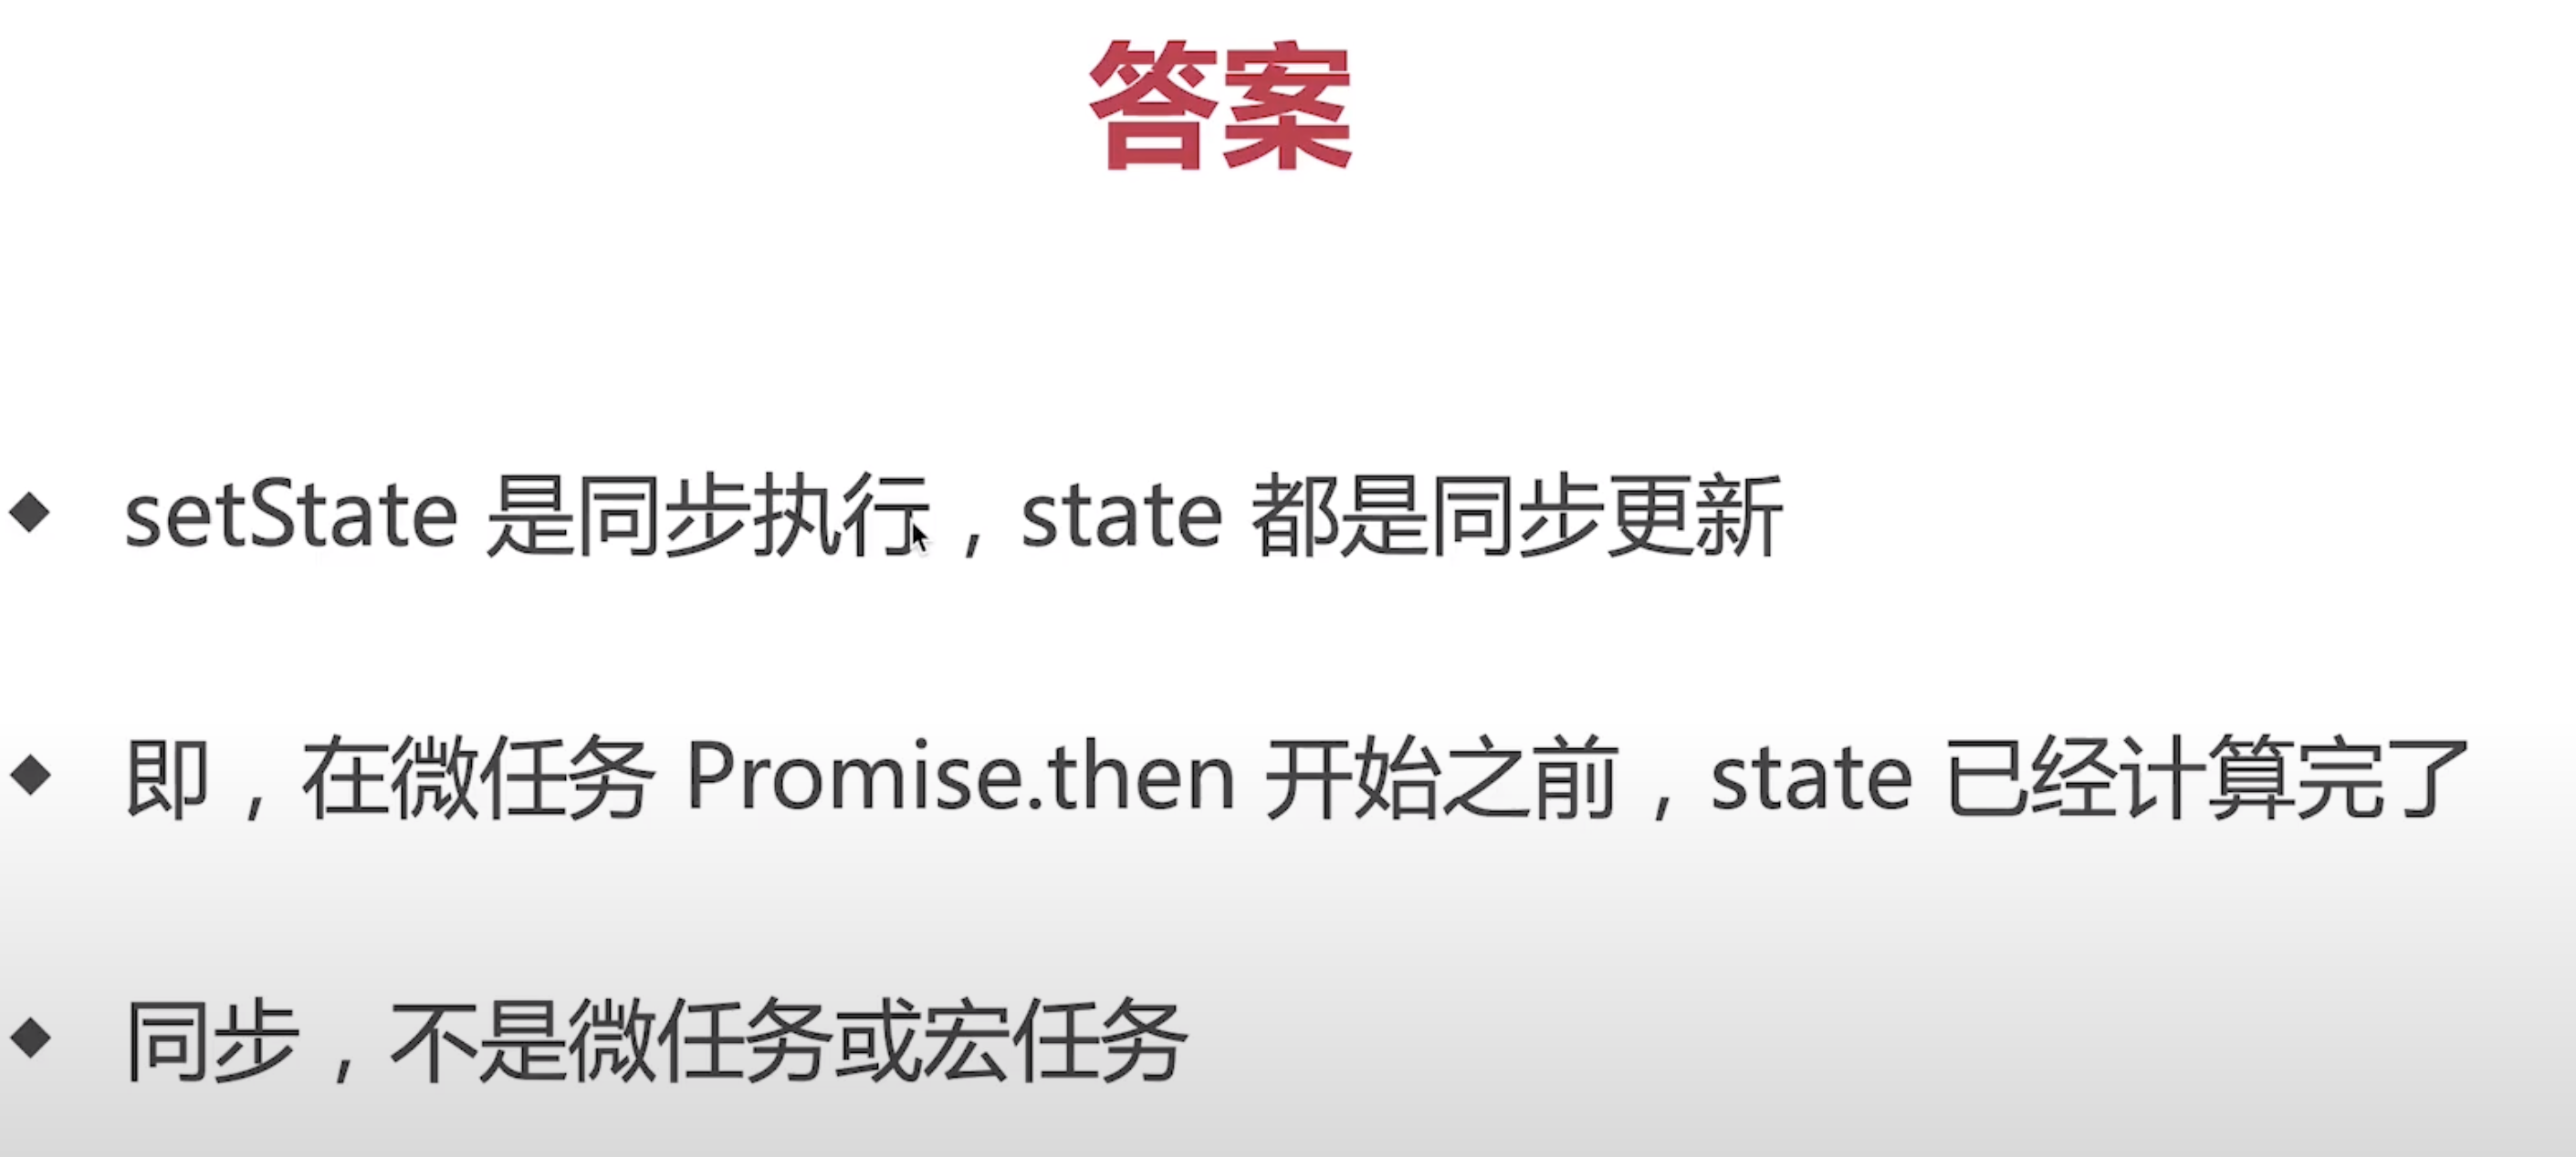 答案
setState 是同步执行，state 都是同步更新
即，在微任务 Promise.then 开始之前，state 已经计算完了
同步，不是微任务或宏任务